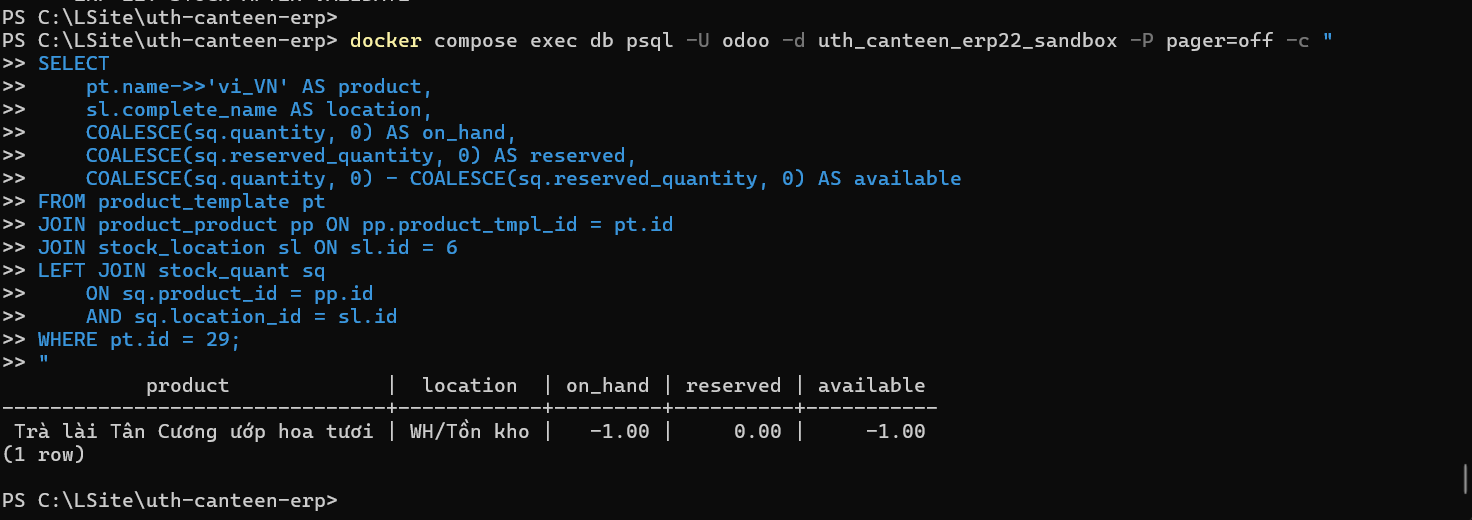 PS C:\LSite\uth-canteen-erp>
PS C:\LSite\uth-canteen-erp> docker compose exec db psql -U odoo -d uth_canteen_erp22_sandbox -P pager=off -c "
>> SELECT
>>     pt.name->>'vi_VN' AS product,
>>     sl.complete_name AS location,
>>     COALESCE(sq.quantity, 0) AS on_hand,
>>     COALESCE(sq.reserved_quantity, 0) AS reserved,
>>     COALESCE(sq.quantity, 0) - COALESCE(sq.reserved_quantity, 0) AS available
>> FROM product_template pt
>> JOIN product_product pp ON pp.product_tmpl_id = pt.id
>> JOIN stock_location sl ON sl.id = 6
>> LEFT JOIN stock_quant sq
>>     ON sq.product_id = pp.id
>>     AND sq.location_id = sl.id
>> WHERE pt.id = 29;
>> "
            product             |  location  | on_hand | reserved | available
--------------------------------+------------+---------+----------+-----------
 Trà lài Tân Cương ướp hoa tươi | WH/Tồn kho |   -1.00 |     0.00 |     -1.00
(1 row)
PS C:\LSite\uth-canteen-erp>